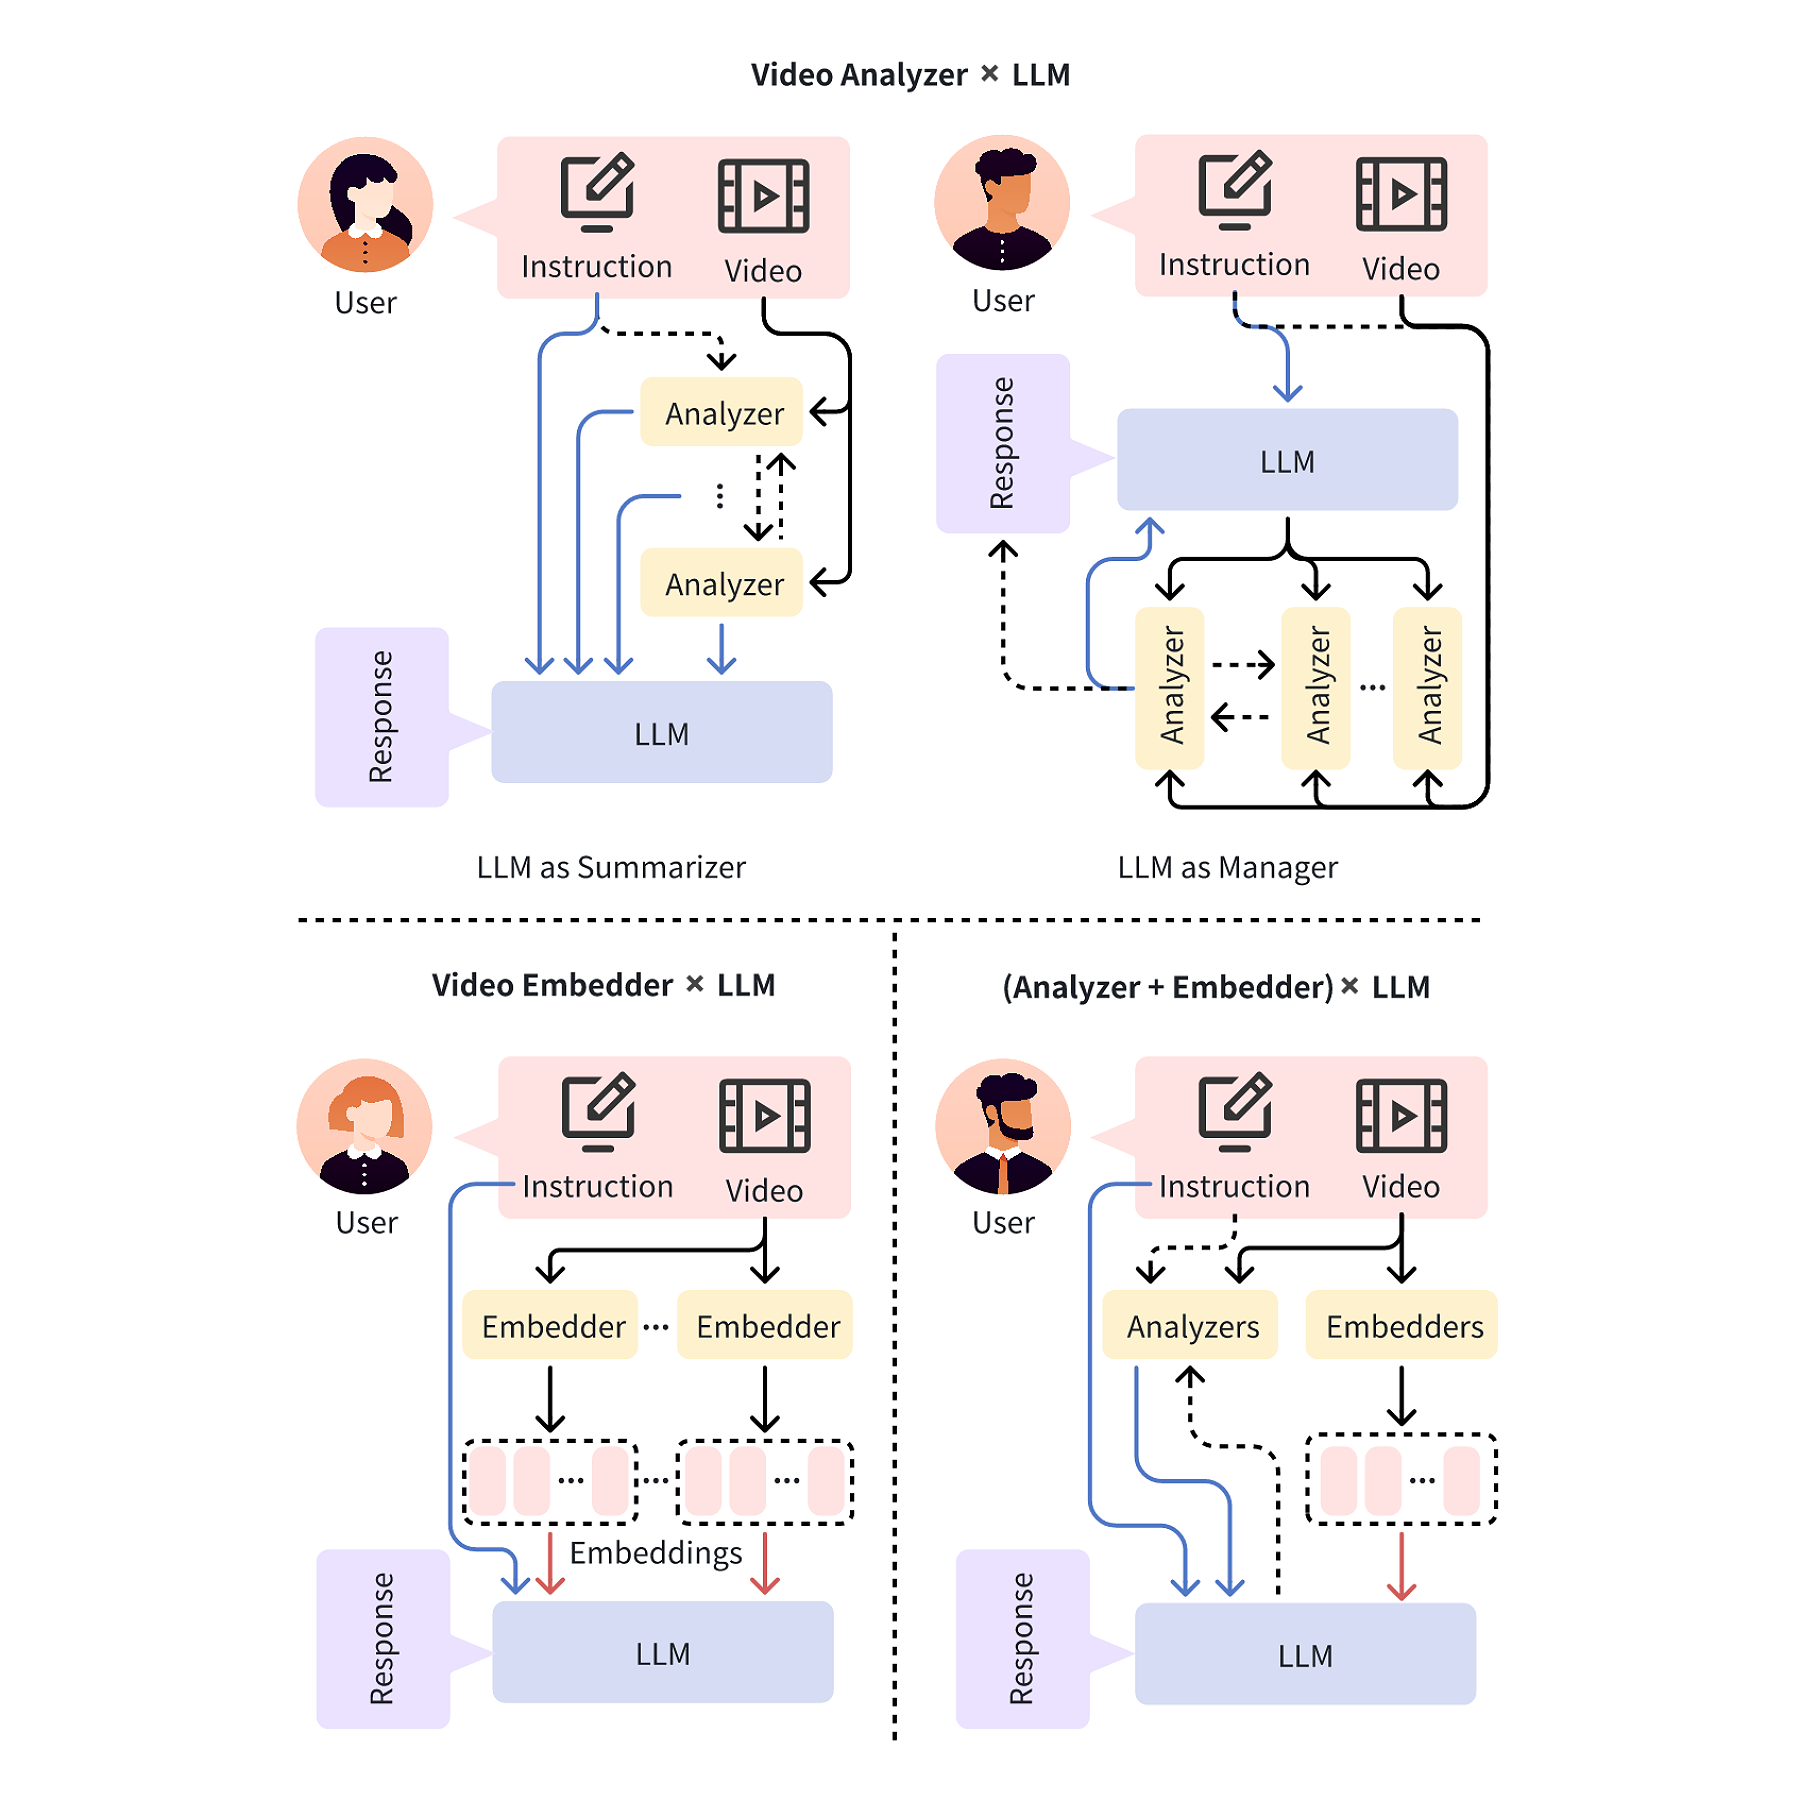 Video Analyzer × LLM
Instruction
Video
User
Analyzer
⋮
Analyzer
Response
LLM
LLM as Summarizer
Instruction
Video
User
Response
LLM
Analyzer
Analyzer
...
Analyzer
LLM as Manager
Video Embedder × LLM
Instruction
Video
User
Embedder ... Embedder
... ... ...
Embeddings
Response
LLM
(Analyzer + Embedder) × LLM
Instruction
Video
User
Analyzers
Embedders
...
Response
LLM